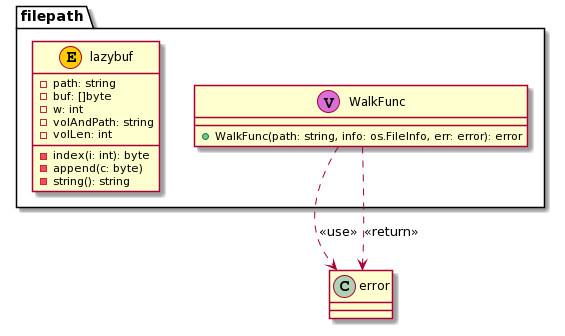 filepath
E lazybuf
path: string
buf: []byte
w: int
volAndPath: string
volLen: int
index(i: int): byte
append(c: byte)
string(): string
V WalkFunc
WalkFunc(path: string, info: os.FileInfo, err: error): error
«use»
«return»
C error